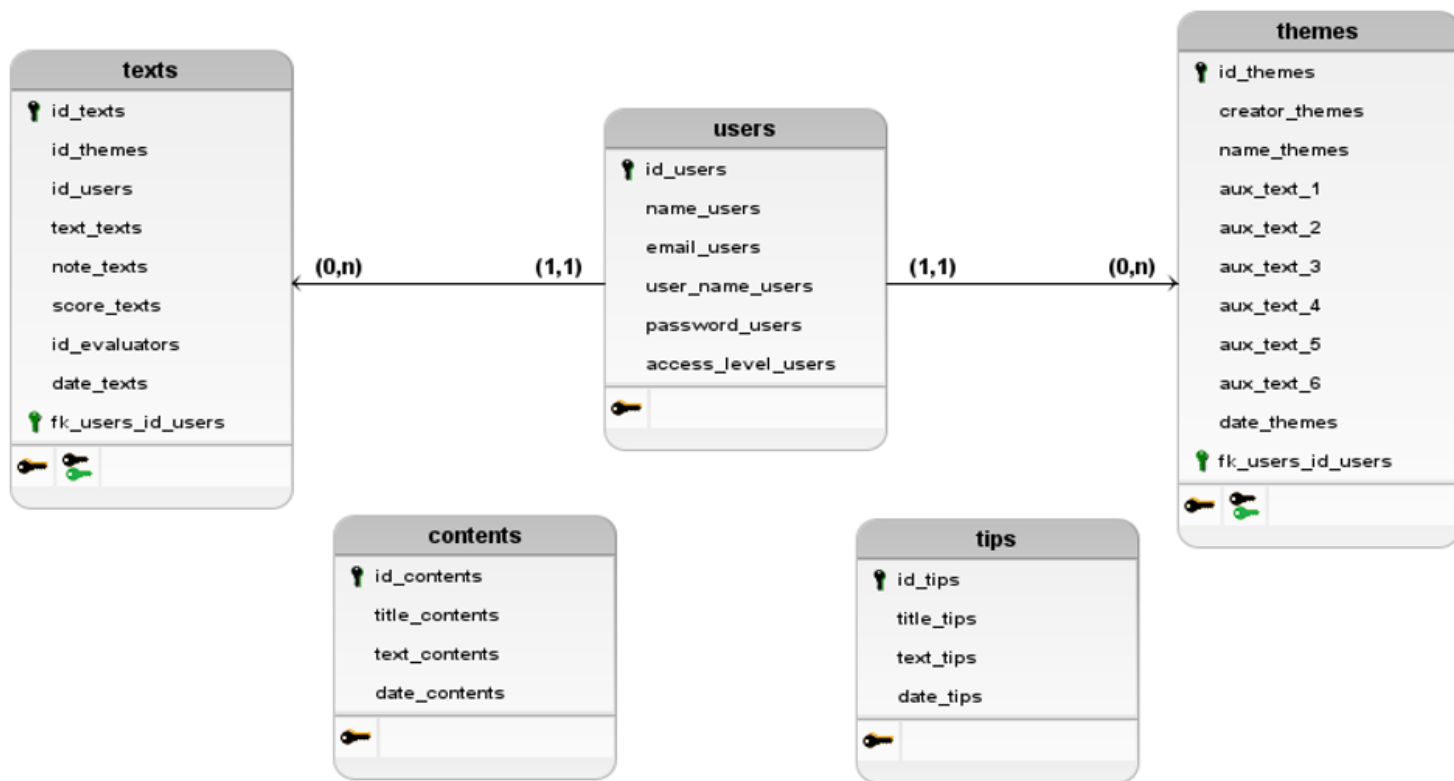 texts
id_texts
id_themes
id_users
text_texts
note_texts
score_texts
id_evaluators
date_texts
fk_users_id_users
(0,n)
(1,1)
users
id_users
name_users
email_users
user_name_users
password_users
access_level_users
(1,1)
(0,n)
themes
id_themes
creator_themes
name_themes
aux_text_1
aux_text_2
aux_text_3
aux_text_4
aux_text_5
aux_text_6
date_themes
fk_users_id_users
contents
id_contents
title_contents
text_contents
date_contents
tips
id_tips
title_tips
text_tips
date_tips